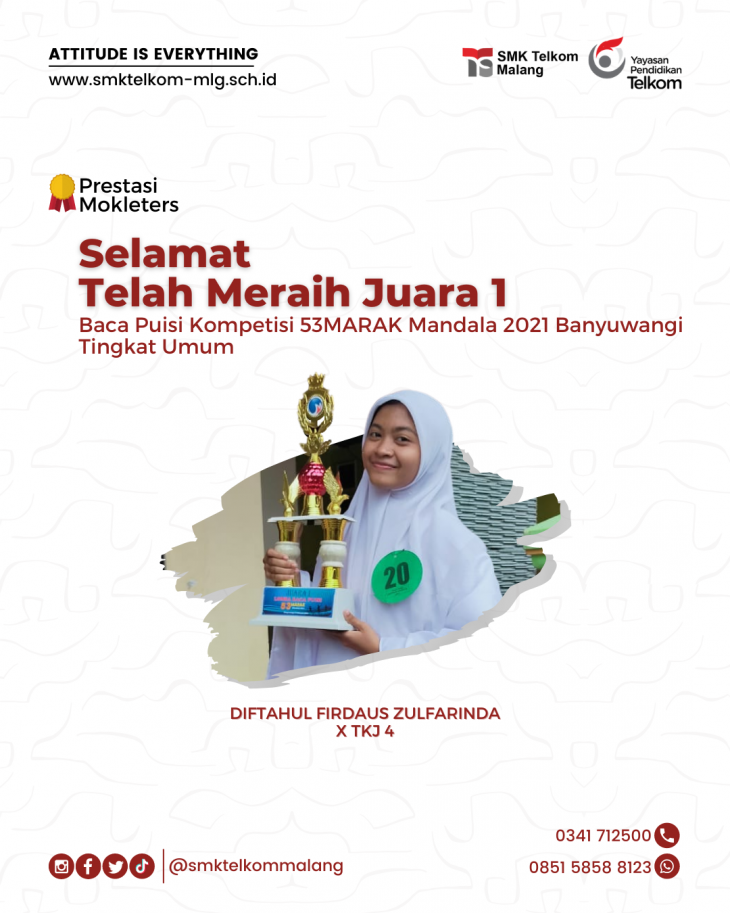 ATTITUDE IS EVERYTHING
www.smktelkom-mlg.sch.id
SMK Telkom
Malang
Yayasan
Pendidikan
Telkom
Prestasi
Mokleters
Selamat
Telah Meraih Juara 1
Baca Puisi Kompetisi 53MARAK Mandala 2021 Banyuwangi
Tingkat Umum
20
53
DIFTAHUL FIRDAUS ZULFARINDA
X TKJ 4
0341 712500
@smktelkommalang
0851 5858 8123